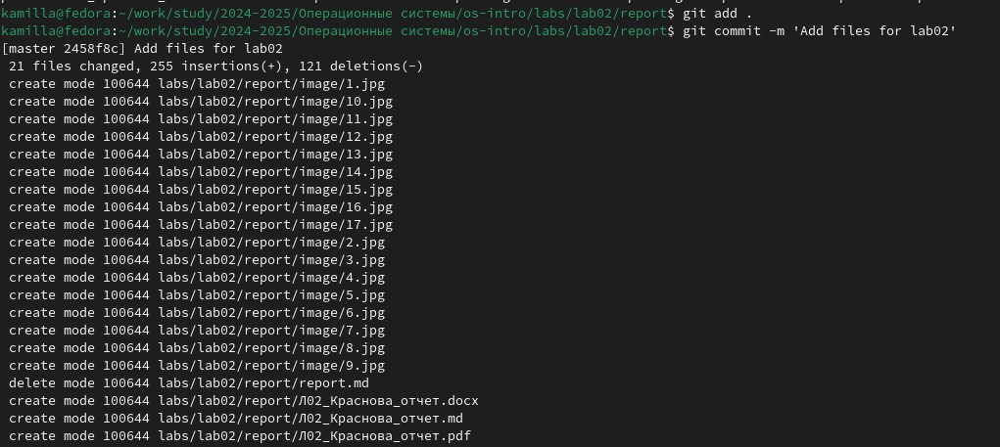 kamilla@fedora:~/work/study/2024-2025/Операционные системы/os-intro/labs/lab02/report$ git add .
kamilla@fedora:~/work/study/2024-2025/Операционные системы/os-intro/labs/lab02/report$ git commit -m 'Add files for lab02'
[master 2458f8c] Add files for lab02
21 files changed, 255 insertions(+), 121 deletions(-)
create mode 100644 labs/lab02/report/image/1.jpg
create mode 100644 labs/lab02/report/image/10.jpg
create mode 100644 labs/lab02/report/image/11.jpg
create mode 100644 labs/lab02/report/image/12.jpg
create mode 100644 labs/lab02/report/image/13.jpg
create mode 100644 labs/lab02/report/image/14.jpg
create mode 100644 labs/lab02/report/image/15.jpg
create mode 100644 labs/lab02/report/image/16.jpg
create mode 100644 labs/lab02/report/image/17.jpg
create mode 100644 labs/lab02/report/image/2.jpg
create mode 100644 labs/lab02/report/image/3.jpg
create mode 100644 labs/lab02/report/image/4.jpg
create mode 100644 labs/lab02/report/image/5.jpg
create mode 100644 labs/lab02/report/image/6.jpg
create mode 100644 labs/lab02/report/image/7.jpg
create mode 100644 labs/lab02/report/image/8.jpg
create mode 100644 labs/lab02/report/image/9.jpg
delete mode 100644 labs/lab02/report/report.md
create mode 100644 labs/lab02/report/Л02_Краснова_отчет.docx
create mode 100644 labs/lab02/report/Л02_Краснова_отчет.md
create mode 100644 labs/lab02/report/Л02_Краснова_отчет.pdf